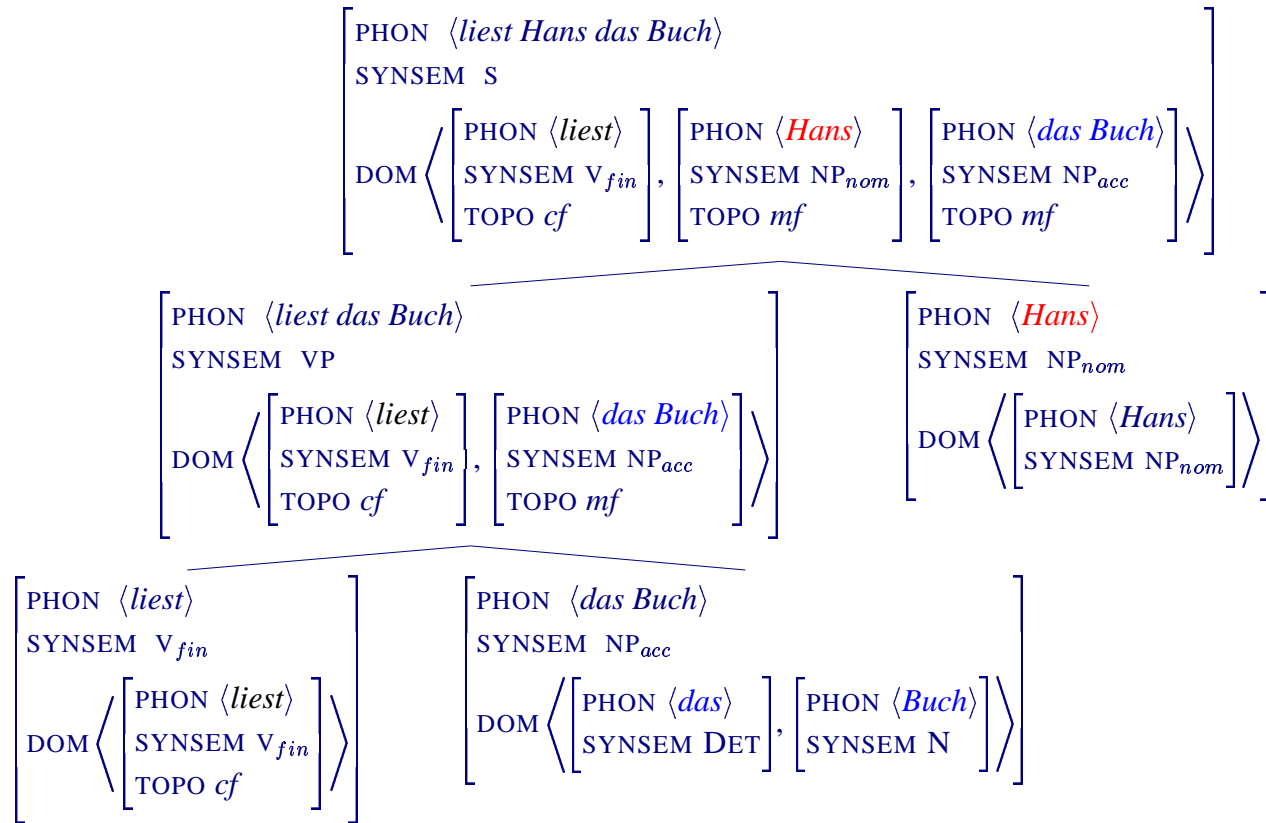 PHON ⟨liest Hans das Buch⟩
SYNSEM S
DOM ⟨[PHON ⟨liest⟩ SYNSEM V_fin TOPO cf], [PHON ⟨Hans⟩ SYNSEM NP_nom TOPO mf], [PHON ⟨das Buch⟩ SYNSEM NP_acc TOPO mf]⟩
PHON ⟨liest das Buch⟩
SYNSEM VP
DOM ⟨[PHON ⟨liest⟩ SYNSEM V_fin TOPO cf], [PHON ⟨das Buch⟩ SYNSEM NP_acc TOPO mf]⟩
PHON ⟨Hans⟩
SYNSEM NP_nom
DOM ⟨[PHON ⟨Hans⟩ SYNSEM NP_nom]⟩
PHON ⟨liest⟩
SYNSEM V_fin
DOM ⟨[PHON ⟨liest⟩ SYNSEM V_fin TOPO cf]⟩
PHON ⟨das Buch⟩
SYNSEM NP_acc
DOM ⟨[PHON ⟨das⟩ SYNSEM DET], [PHON ⟨Buch⟩ SYNSEM N]⟩